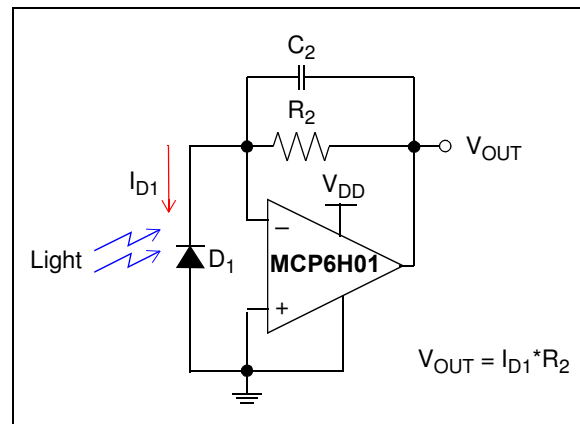 C2
R2
VOUT
ID1
VDD
−
Light
D1
MCP6H01
+
VOUT = ID1*R2